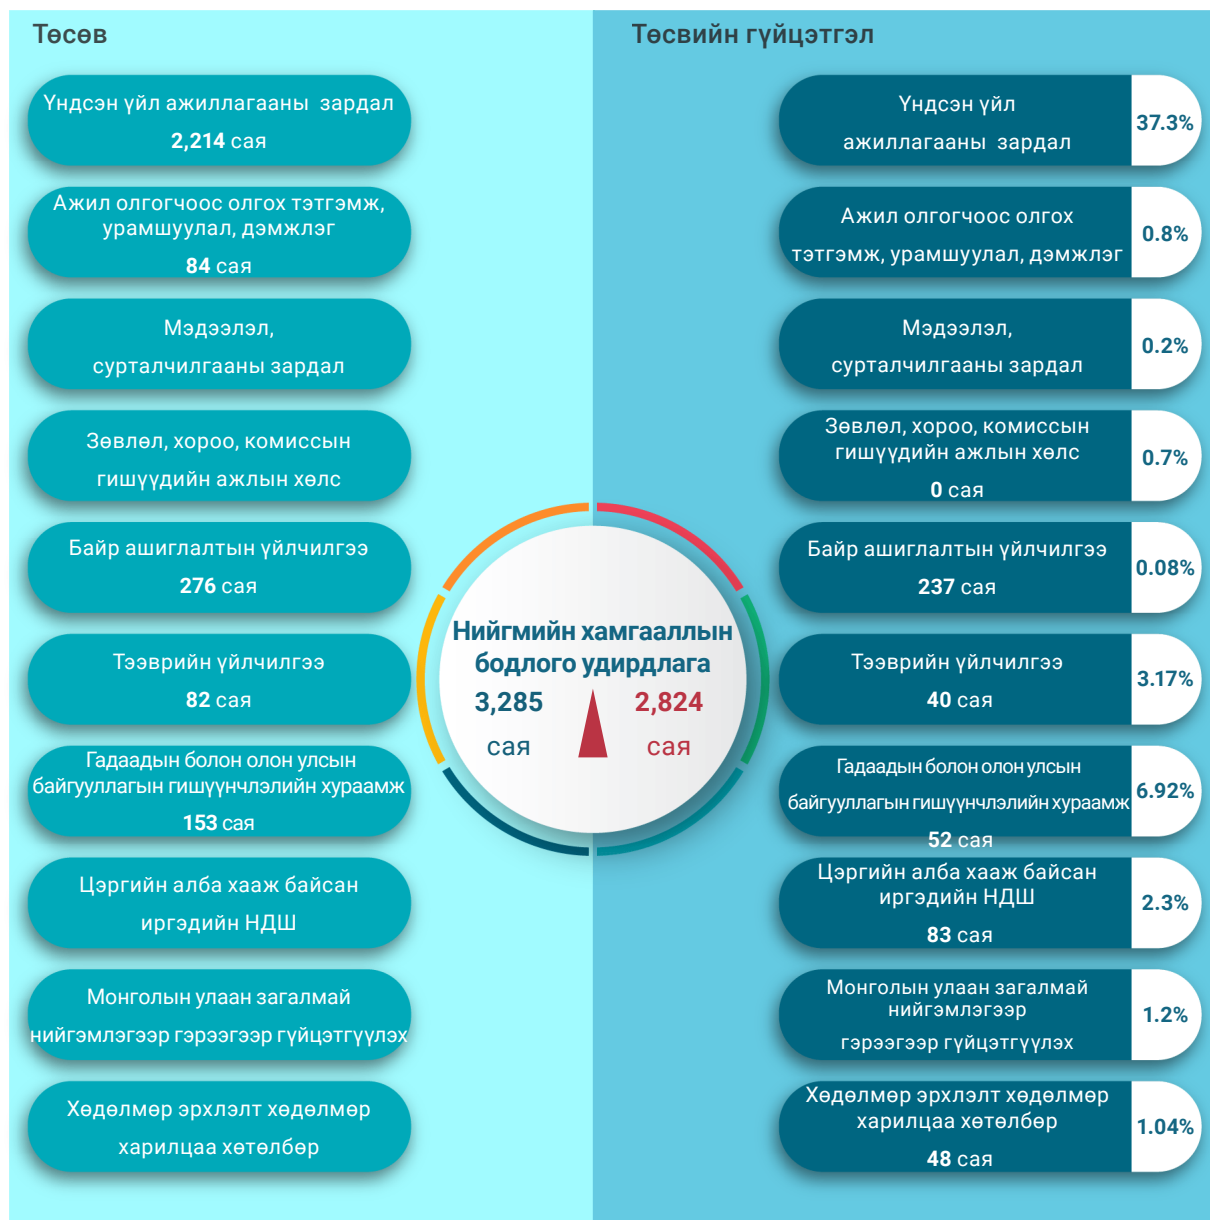 Төсөв
Үндсэн үйл ажиллагааны зардал
2,214 сая
Ажил олгогчоос олгох тэтгэмж,
урамшуулал, дэмжлэг
84 сая
Мэдээлэл,
сурталчилгааны зардал
Зөвлөл, хороо, комиссын
гишүүдийн ажлын хөлс
Байр ашиглалтын үйлчилгээ
276 сая
Тээврийн үйлчилгээ
82 сая
Гадаадын болон олон улсын
байгууллагын гишүүнчлэлийн хураамж
153 сая
Цэргийн алба хааж байсан
иргэдийн НДШ
Монголын улаан загалмай
нийгэмлэгээр гэрээгээр гүйцэтгүүлэх
Хөдөлмөр эрхлэлт хөдөлмөр
харилцаа хөтөлбөр
Нийгмийн хамгааллын
бодлого удирдлага
3,285
сая
2,824
сая
Төсвийн гүйцэтгэл
Үндсэн үйл
ажиллагааны зардал
37.3%
Ажил олгогчоос олгох
тэтгэмж, урамшуулал, дэмжлэг
0.8%
Мэдээлэл,
сурталчилгааны зардал
0.2%
Зөвлөл, хороо, комиссын
гишүүдийн ажлын хөлс
0 сая
0.7%
Байр ашиглалтын үйлчилгээ
237 сая
0.08%
Тээврийн үйлчилгээ
40 сая
3.17%
Гадаадын болон олон улсын
байгууллагын гишүүнчлэлийн хураамж
52 сая
6.92%
Цэргийн алба хааж байсан
иргэдийн НДШ
83 сая
2.3%
Монголын улаан загалмай
нийгэмлэгээр
гэрээгээр гүйцэтгүүлэх
1.2%
Хөдөлмөр эрхлэлт хөдөлмөр
харилцаа хөтөлбөр
48 сая
1.04%